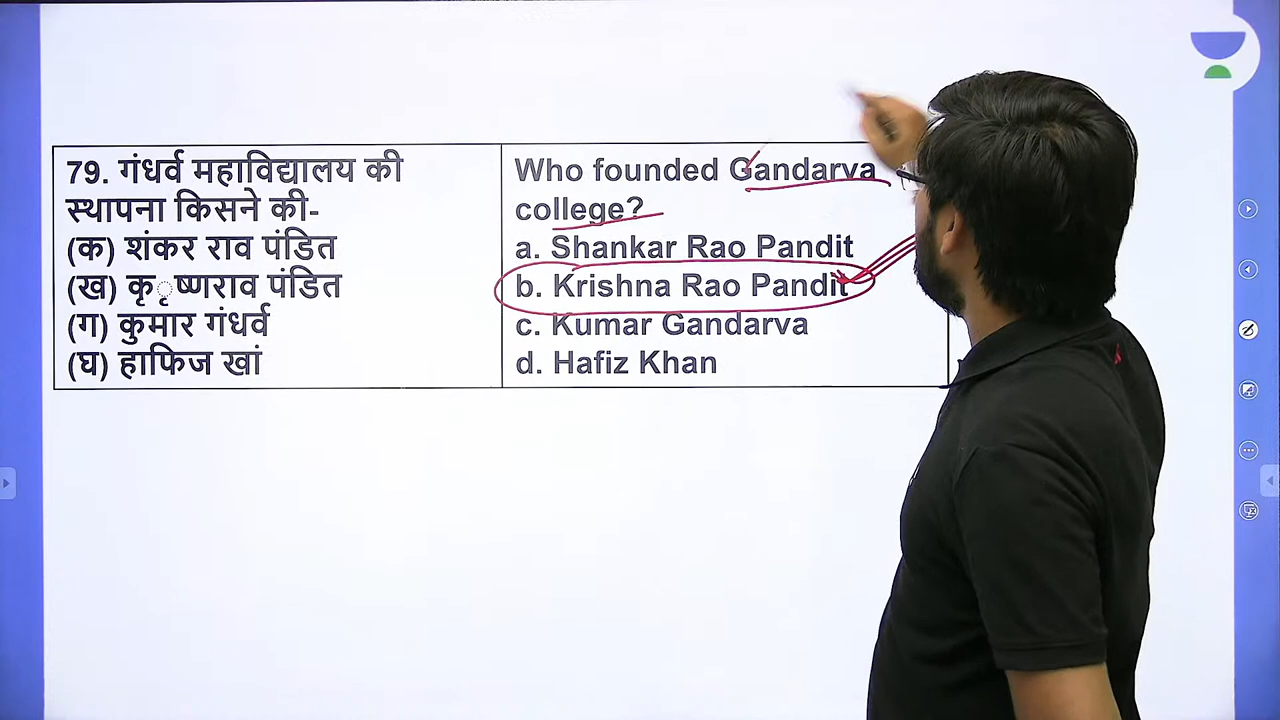 79. गंधर्व महाविद्यालय की
स्थापना किसने की-
(क) शंकर राव पंडित
(ख) कृ्ृष्णराव पंडित
(ग) कुमार गंधर्व
(घ) हाफिज खां
Who founded Gandarva
college?
a. Shankar Rao Pandit
b. Krishna Rao Pandit
c. Kumar Gandarva
d. Hafiz Khan